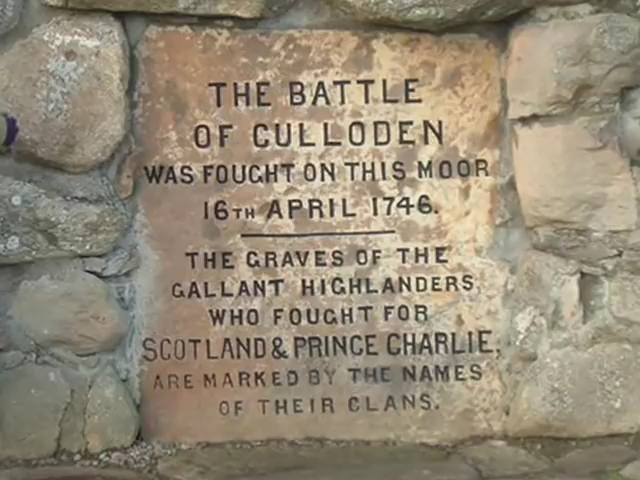 THE BATTLE
OF CULLODEN
WAS FOUGHT ON THIS MOOR
16TH APRIL 1746.
THE GRAVES OF THE
GALLANT HIGHLANDERS,
WHO FOUGHT FOR
SCOTLAND & PRINCE CHARLIE,
ARE MARKED BY THE NAMES
OF THEIR CLANS.